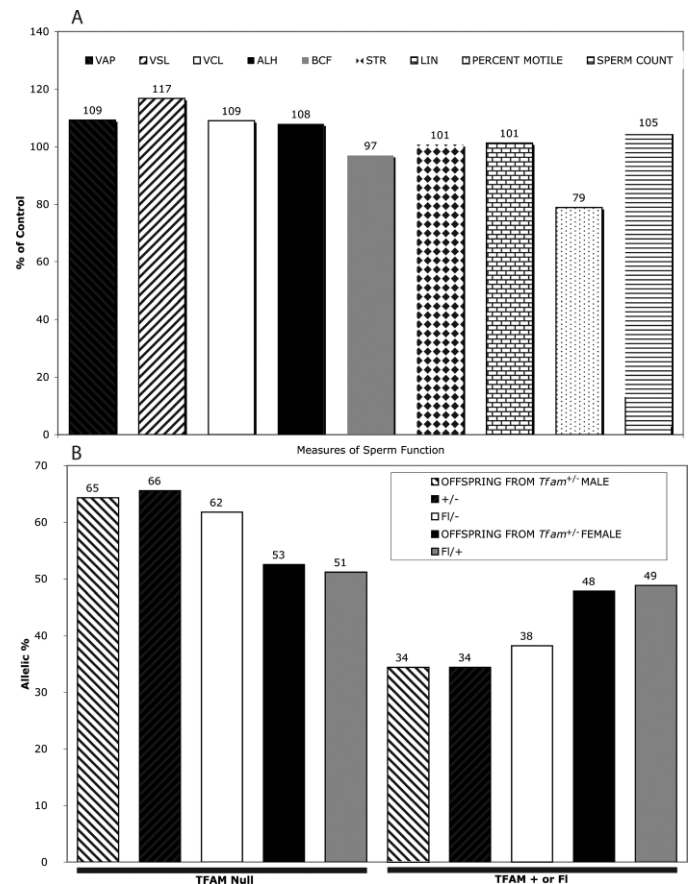 A
140
120
100
80
60
40
20
0
% of Control
VAP VSL VCL ALH BCF STR LIN PERCENT MOTILE SPERM COUNT
109 117 109 108 97 101 101 79 105
Measures of Sperm Function
B
70
60
50
40
30
20
10
0
Allelic %
OFFSPRING FROM Tfam+/- MALE
+/-
Fl/-
OFFSPRING FROM Tfam+/- FEMALE
Fl/+
65 66 62 53 51 34 34 38 48 49
TFAM Null TFAM + or Fl